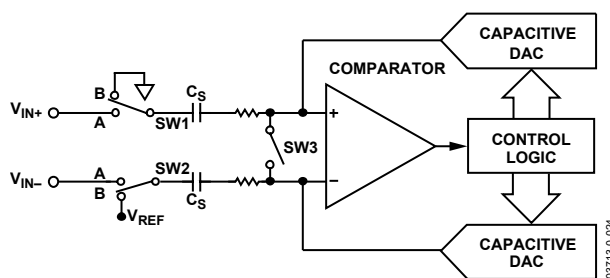 CAPACITIVE
DAC
COMPARATOR
B
A
V_IN+
SW1
C_S
+
SW3
CONTROL
LOGIC
V_IN–
A
B
SW2
C_S
–
V_REF
CAPACITIVE
DAC